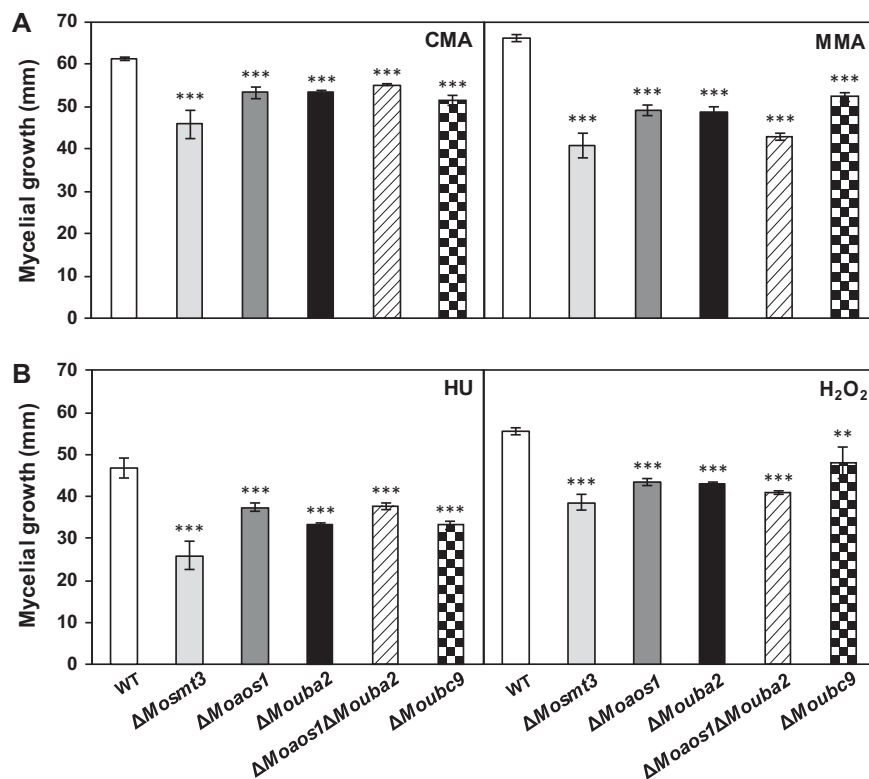 A
CMA
MMA
Mycelial growth (mm)
70
60
50
40
30
20
10
0
*** *** *** *** ***
*** *** *** *** ***
B
HU
H₂O₂
Mycelial growth (mm)
70
60
50
40
30
20
10
0
*** *** *** *** ***
*** *** *** *** **
WT
ΔMosmt3
ΔMoaos1
ΔMouba2
ΔMoaos1ΔMouba2
ΔMoubc9
WT
ΔMosmt3
ΔMoaos1
ΔMouba2
ΔMoaos1ΔMouba2
ΔMoubc9